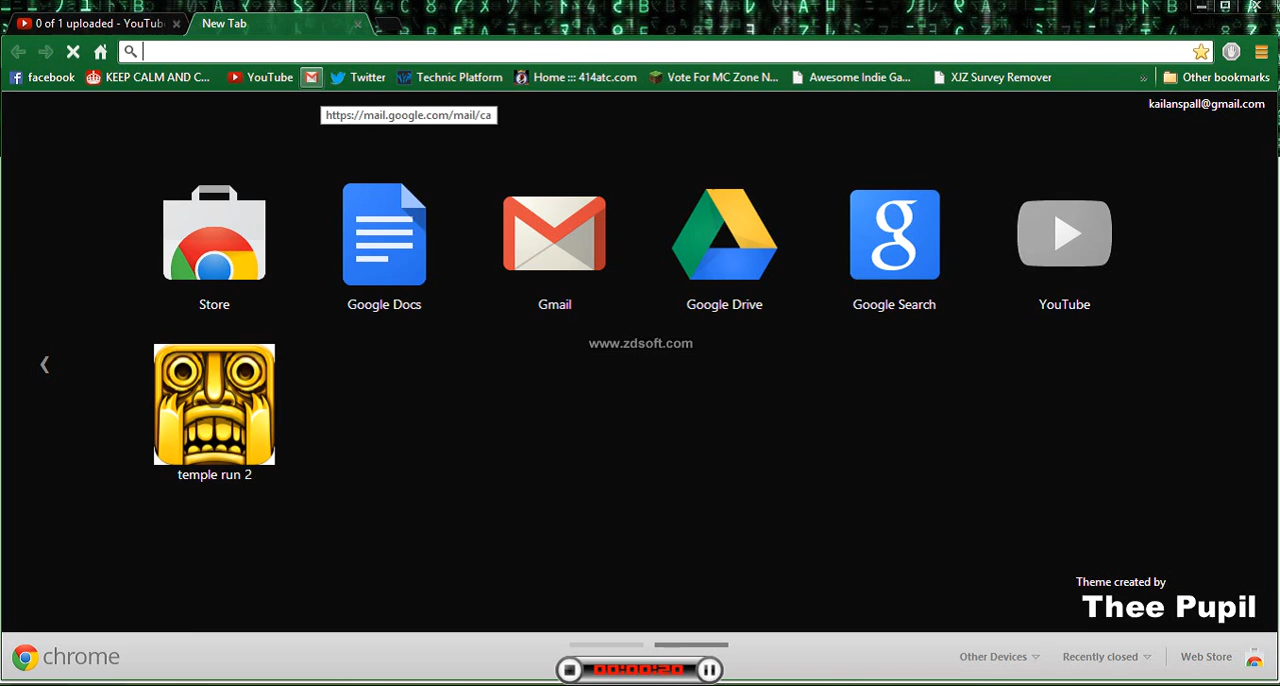 0 of 1 uploaded - YouTub
New Tab
facebook
KEEP CALM AND C...
YouTube
Twitter
Technic Platform
Home ::: 414atc.com
Vote For MC Zone N...
Awesome Indie Ga...
XJZ Survey Remover
»
Other bookmarks
https://mail.google.com/mail/ca
kailanspall@gmail.com
Store
Google Docs
Gmail
Google Drive
Google Search
YouTube
www.zdsoft.com
temple run 2
Theme created by
Thee Pupil
chrome
00:00:20
Other Devices
Recently closed
Web Store